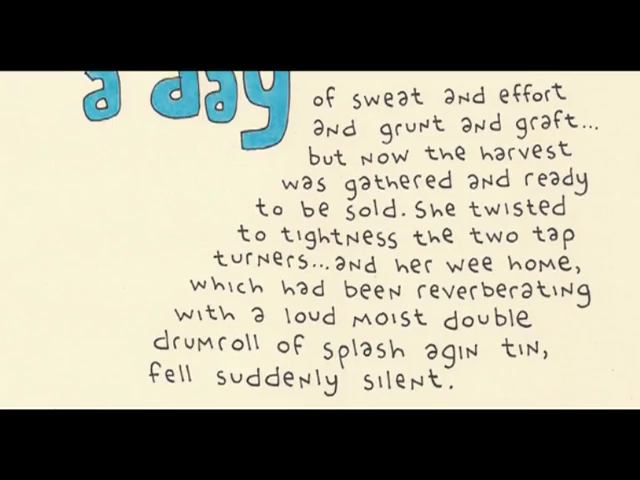 a day
of sweat and effort
and grunt and graft...
but now the harvest
was gathered and ready
to be sold. She twisted
to tightness the two tap
turners...and her wee home,
which had been reverberating
with a loud moist double
drumroll of splash agin tin,
fell suddenly silent.